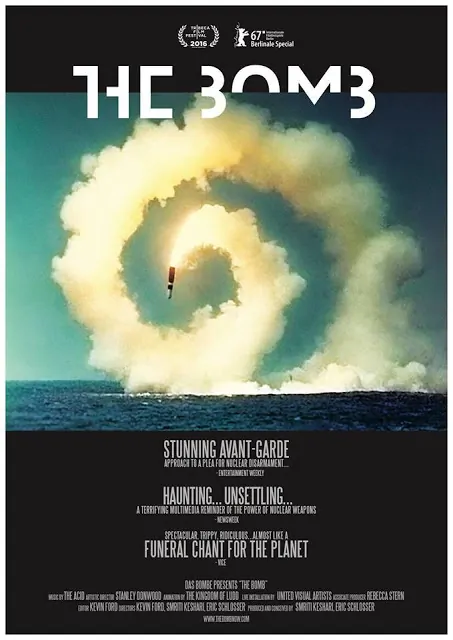 TRIBECA
FILM
FESTIVAL
2016
67
Internationale
Filmfestspiele
Berlin
Berlinale Special
THE BOMB
STUNNING AVANT-GARDE
APPROACH TO A PLEA FOR NUCLEAR DISARMAMENT...
- ENTERTAINMENT WEEKLY
HAUNTING... UNSETTLING...
A TERRIFYING MULTIMEDIA REMINDER OF THE POWER OF NUCLEAR WEAPONS
- NEWSWEEK
SPECTACULAR, TRIPPY, RIDICULOUS...ALMOST LIKE A
FUNERAL CHANT FOR THE PLANET
- VICE
DAS BOMBE PRESENTS "THE BOMB"
MUSIC BY THE ACID ARTISTIC DIRECTOR STANLEY DONWOOD ANIMATION BY THE KINGDOM OF LUDD LIVE INSTALLATION BY UNITED VISUAL ARTISTS ASSOCIATE PRODUCER REBECCA STERN
EDITOR KEVIN FORD DIRECTORS KEVIN FORD, SMRITI KESHARI, ERIC SCHLOSSER PRODUCED AND CONCEIVED BY SMRITI KESHARI, ERIC SCHLOSSER
WWW.THEBOMBNOW.COM